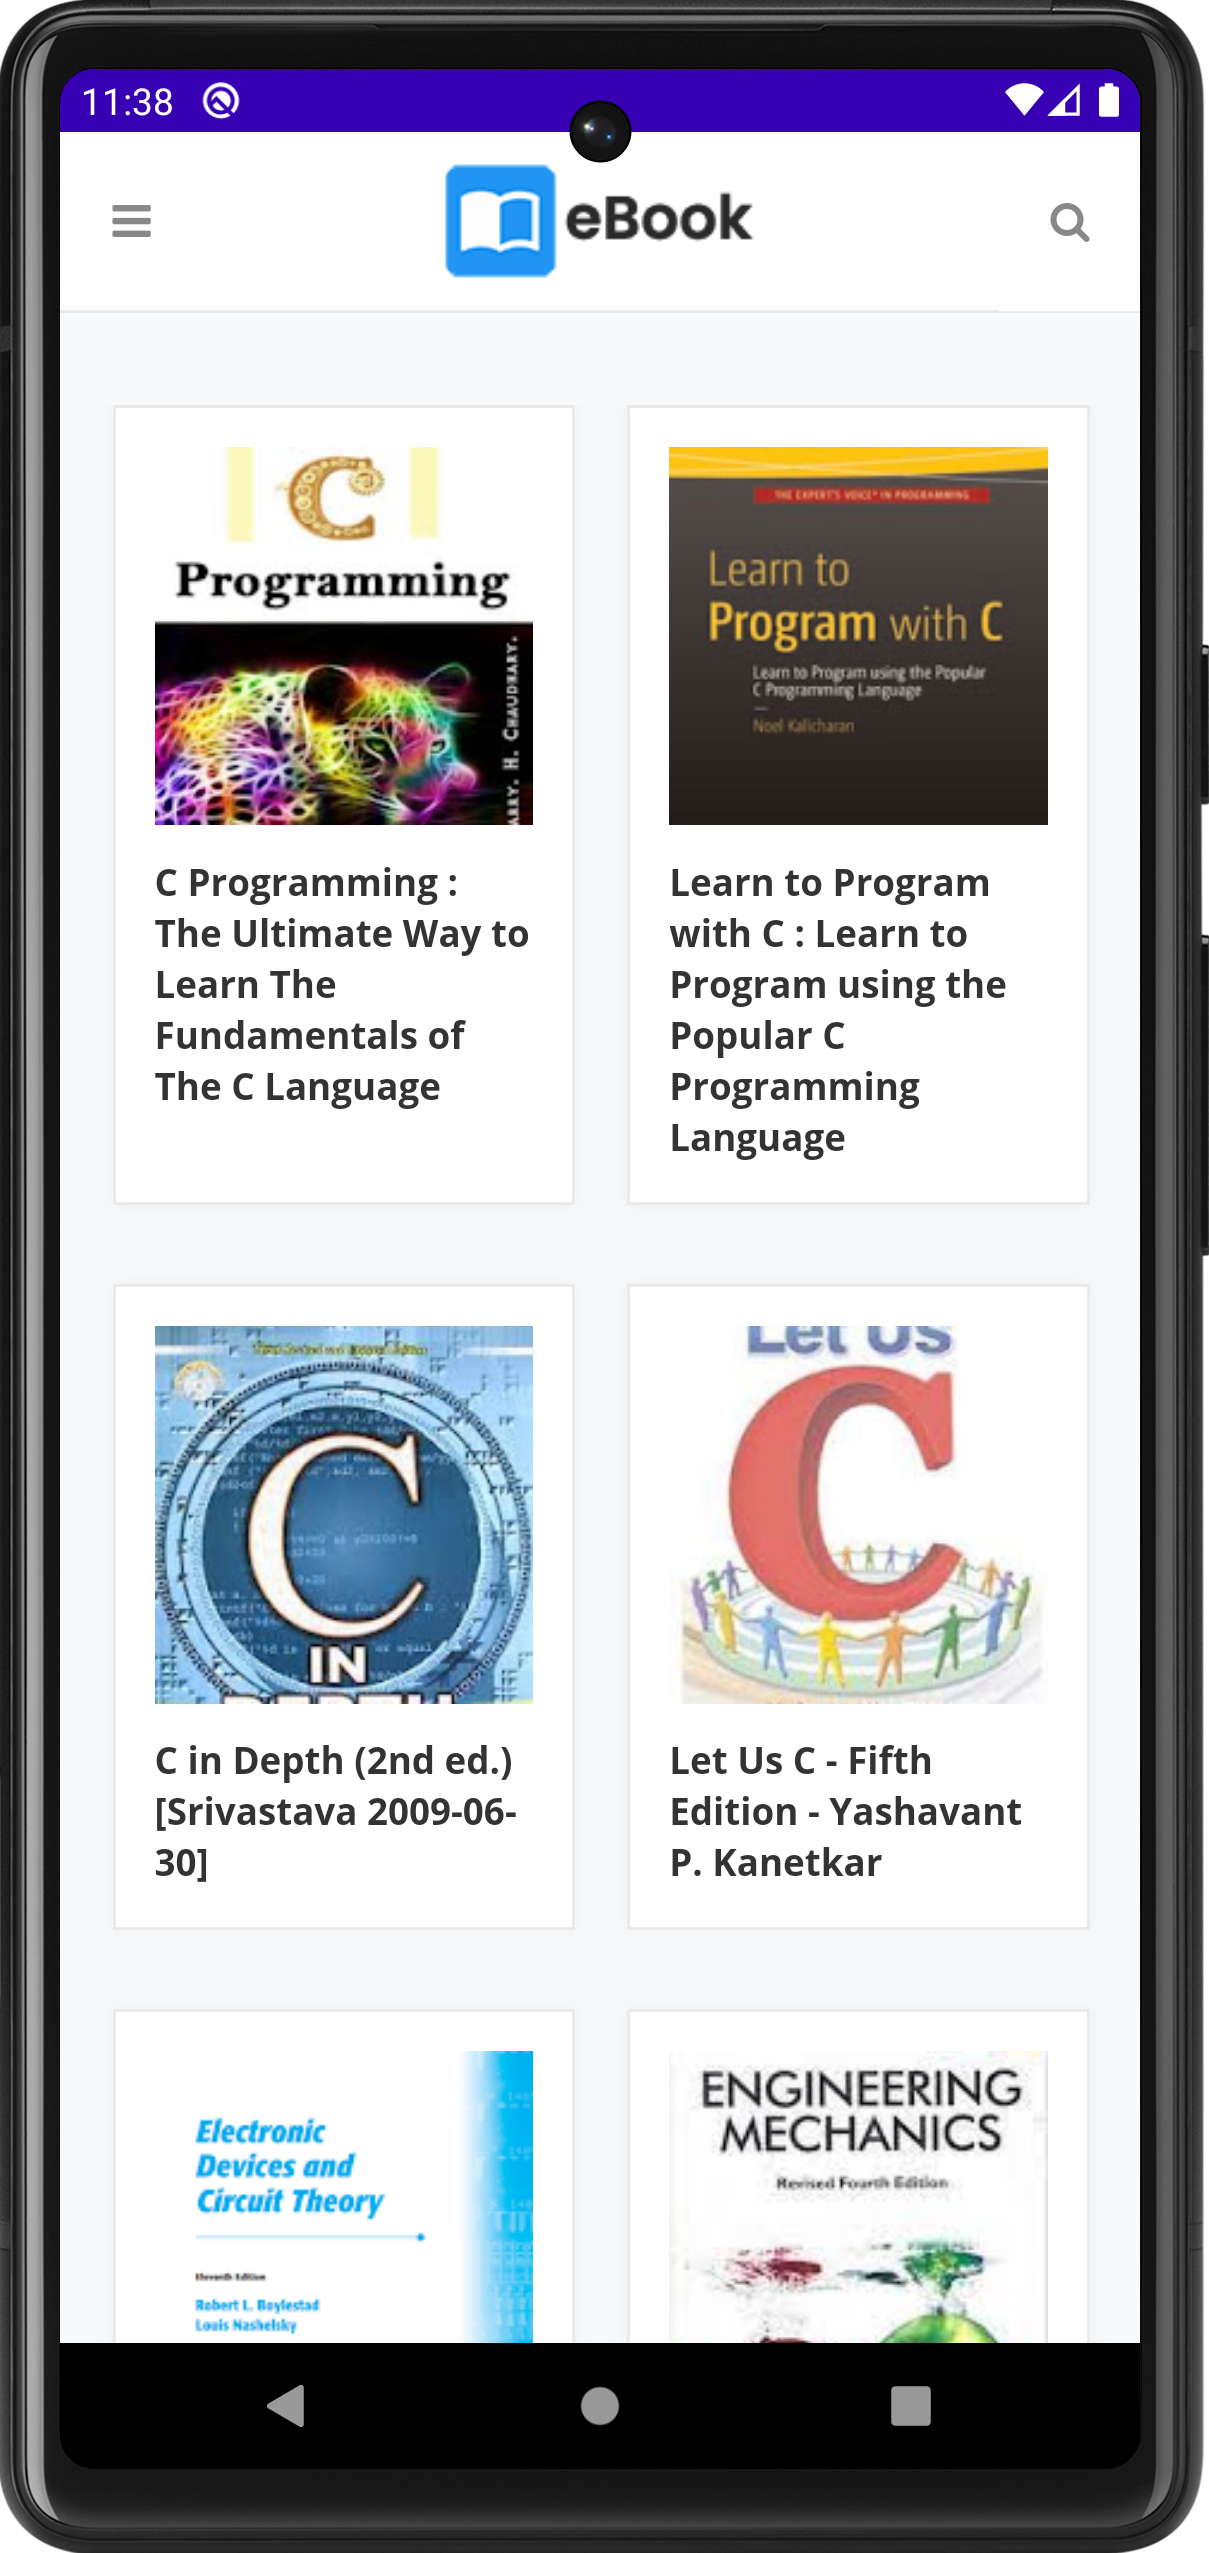 11:38
eBook
C
Programming
ARRY. H. CHAUDHARY.
THE EXPERT'S VOICE® IN PROGRAMMING
Learn to
Program with C
Learn to Program using the Popular
C Programming Language
Noel Kalicharan
C Programming :
The Ultimate Way to
Learn The
Fundamentals of
The C Language
Learn to Program
with C : Learn to
Program using the
Popular C
Programming
Language
C
IN
DEPTH
Let Us
C
C in Depth (2nd ed.)
[Srivastava 2009-06-
30]
Let Us C - Fifth
Edition - Yashavant
P. Kanetkar
Electronic
Devices and
Circuit Theory
Eleventh Edition
Robert L. Boylestad
Louis Nashelsky
ENGINEERING
MECHANICS
Revised Fourth Edition